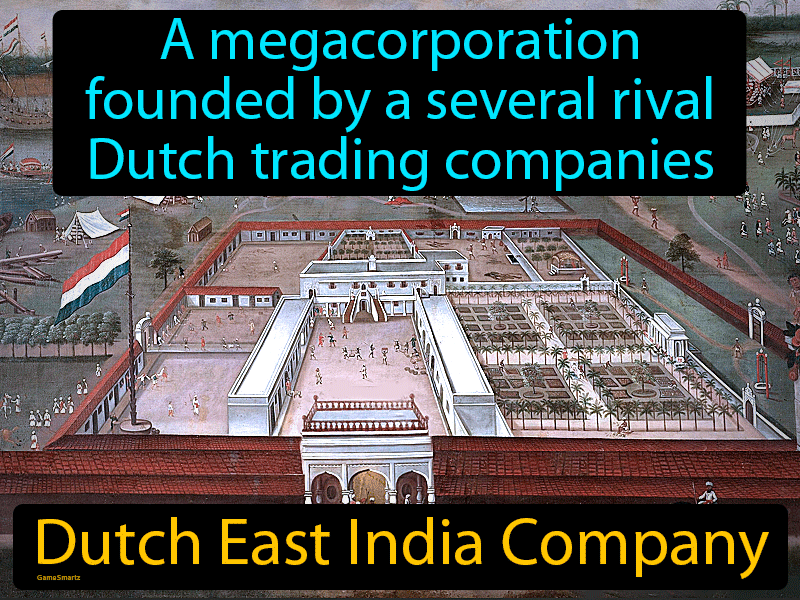 A megacorporation
founded by a several rival
Dutch trading companies
Dutch East India Company
GameSmartz